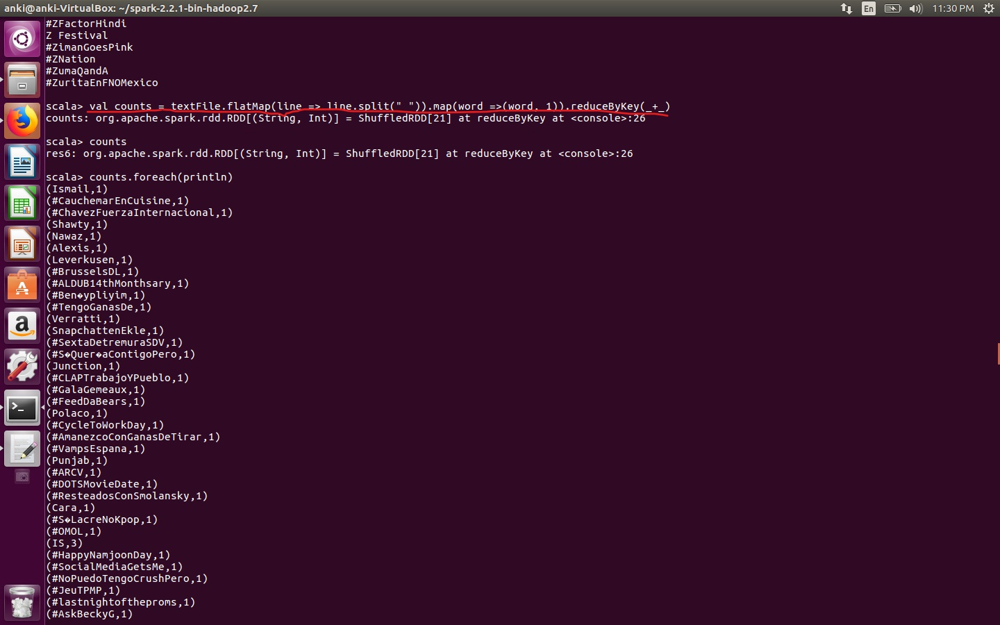 anki@anki-VirtualBox: ~/spark-2.2.1-bin-hadoop2.7
En
11:30 PM
#ZFactorHindi
Z Festival
#ZimanGoesPink
#ZNation
#ZumaQandA
#ZuritaEnFNOMexico
scala> val counts = textFile.flatMap(line => line.split(" ")).map(word =>(word, 1)).reduceByKey(_+_)
counts: org.apache.spark.rdd.RDD[(String, Int)] = ShuffledRDD[21] at reduceByKey at <console>:26
scala> counts
res6: org.apache.spark.rdd.RDD[(String, Int)] = ShuffledRDD[21] at reduceByKey at <console>:26
scala> counts.foreach(println)
(Ismail,1)
(#CauchemarEnCuisine,1)
(#ChavezFuerzaInternacional,1)
(Shawty,1)
(Nawaz,1)
(Alexis,1)
(Leverkusen,1)
(#BrusselsDL,1)
(#ALDUB14thMonthsary,1)
(#Ben�ypliyim,1)
(#TengoGanasDe,1)
(Verratti,1)
(SnapchattenEkle,1)
(#SextaDetremuraSDV,1)
(#S�Quer�aContigoPero,1)
(Junction,1)
(#CLAPTrabajoYPueblo,1)
(#GalaGemeaux,1)
(#FeedDaBears,1)
(Polaco,1)
(#CycleToWorkDay,1)
(#AmanezcoConGanasDeTirar,1)
(#VampsEspana,1)
(Punjab,1)
(#ARCV,1)
(#DOTSMovieDate,1)
(#ResteadosConSmolansky,1)
(Cara,1)
(#S�LacreNoKpop,1)
(#OMOL,1)
(IS,3)
(#HappyNamjoonDay,1)
(#SocialMediaGetsMe,1)
(#NoPuedoTengoCrushPero,1)
(#JeuTPMP,1)
(#lastnightoftheproms,1)
(#AskBeckyG,1)